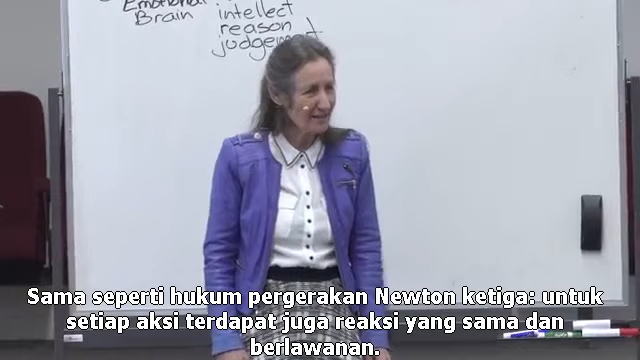 Emotional
Brain
intellect
reason
judgement
Sama seperti hukum pergerakan Newton ketiga: untuk
setiap aksi terdapat juga reaksi yang sama dan
berlawanan.